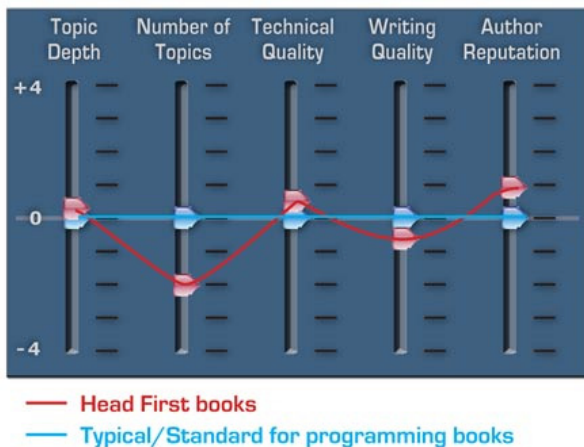 Topic Depth
Number of Topics
Technical Quality
Writing Quality
Author Reputation
+4
0
-4
Head First books
Typical/Standard for programming books